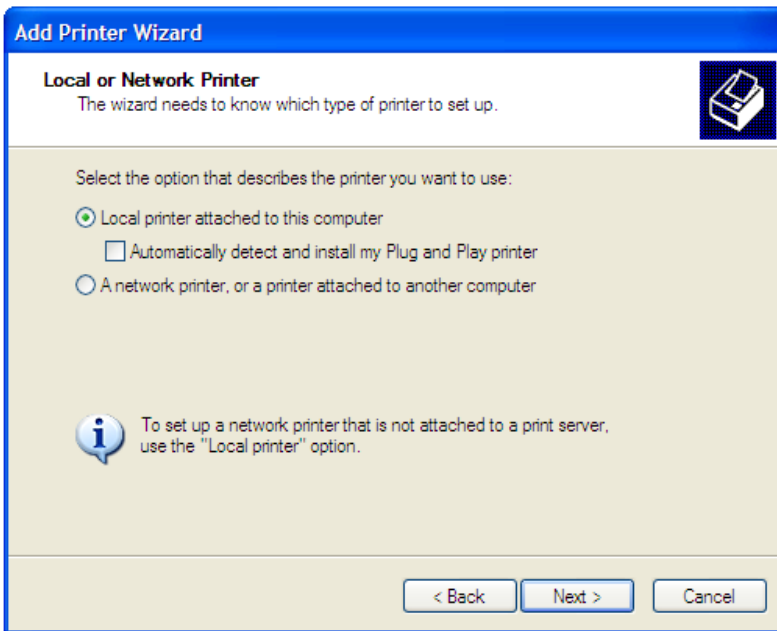 Add Printer Wizard
Local or Network Printer
The wizard needs to know which type of printer to set up.
Select the option that describes the printer you want to use:
Local printer attached to this computer
Automatically detect and install my Plug and Play printer
A network printer, or a printer attached to another computer
To set up a network printer that is not attached to a print server,
use the "Local printer" option.
< Back Next > Cancel